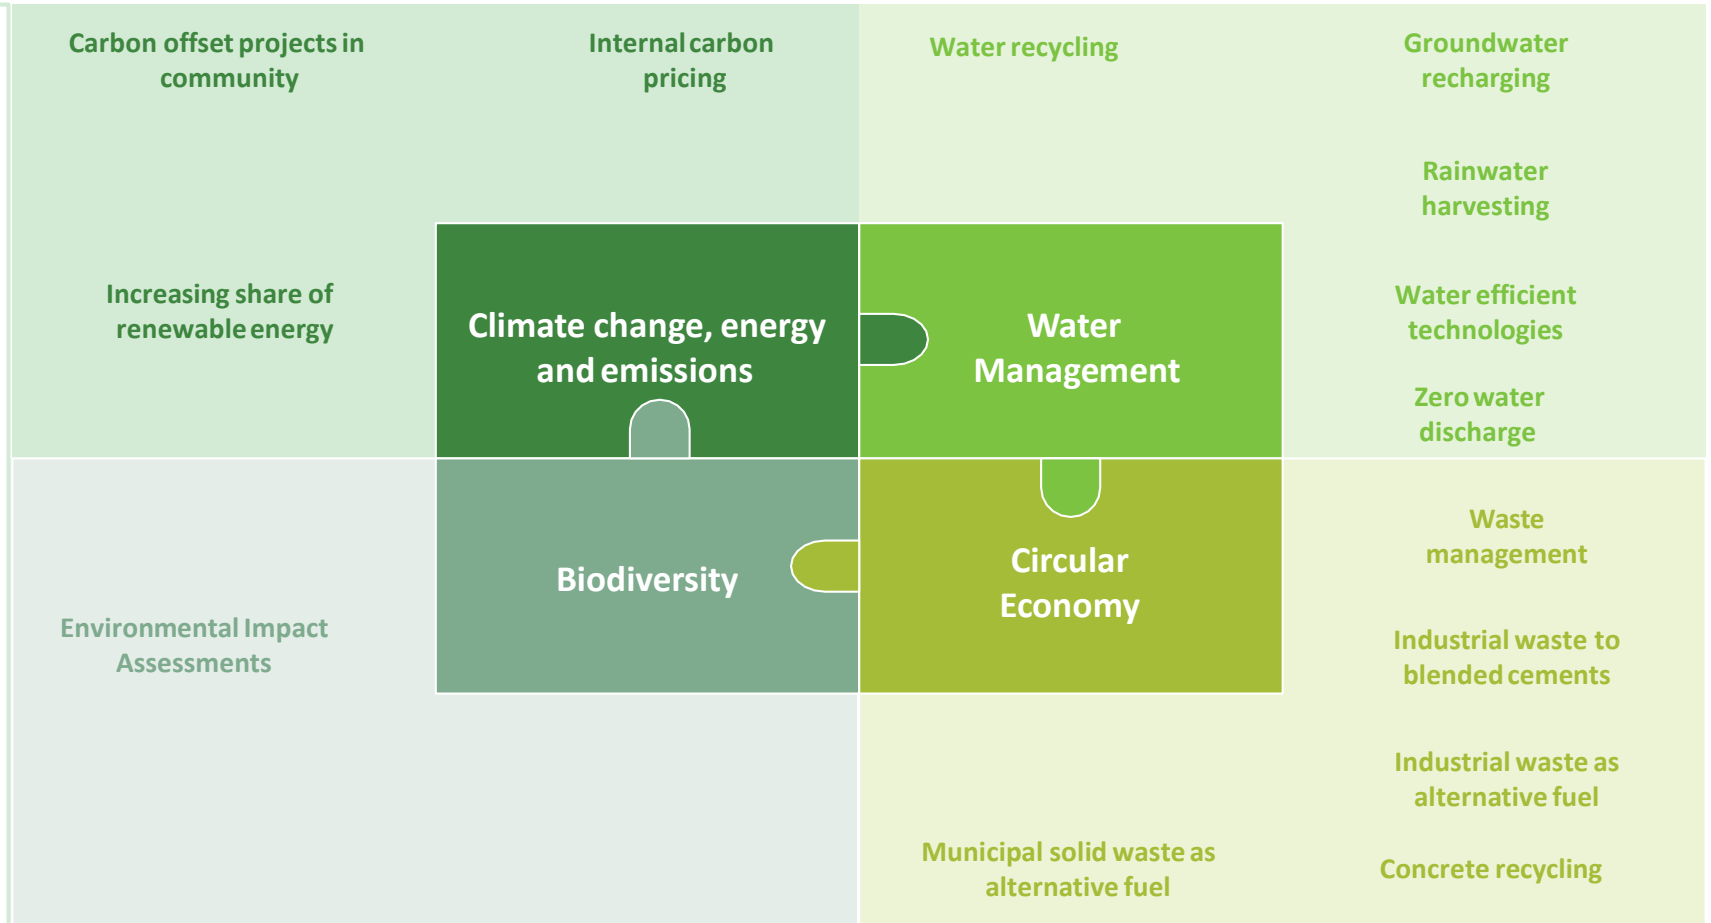 Carbon offset projects in
community
Internal carbon
pricing
Water recycling
Groundwater
recharging
Rainwater
harvesting
Increasing share of
renewable energy
Climate change, energy
and emissions
Water
Management
Water efficient
technologies
Zero water
discharge
Biodiversity
Circular
Economy
Waste
management
Environmental Impact
Assessments
Industrial waste to
blended cements
Industrial waste as
alternative fuel
Municipal solid waste as
alternative fuel
Concrete recycling